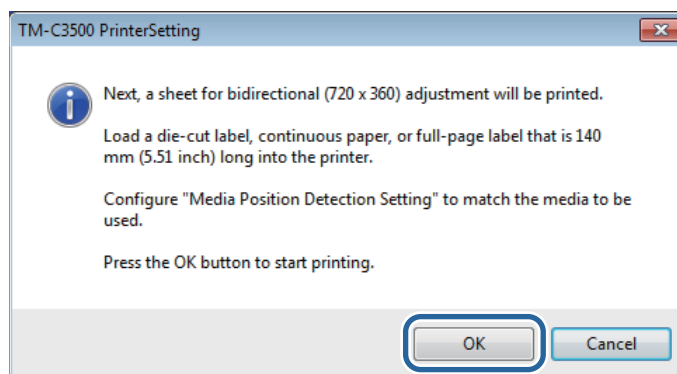 TM-C3500 PrinterSetting
Next, a sheet for bidirectional (720 x 360) adjustment will be printed.
Load a die-cut label, continuous paper, or full-page label that is 140
mm (5.51 inch) long into the printer.
Configure "Media Position Detection Setting" to match the media to be
used.
Press the OK button to start printing.
OK
Cancel